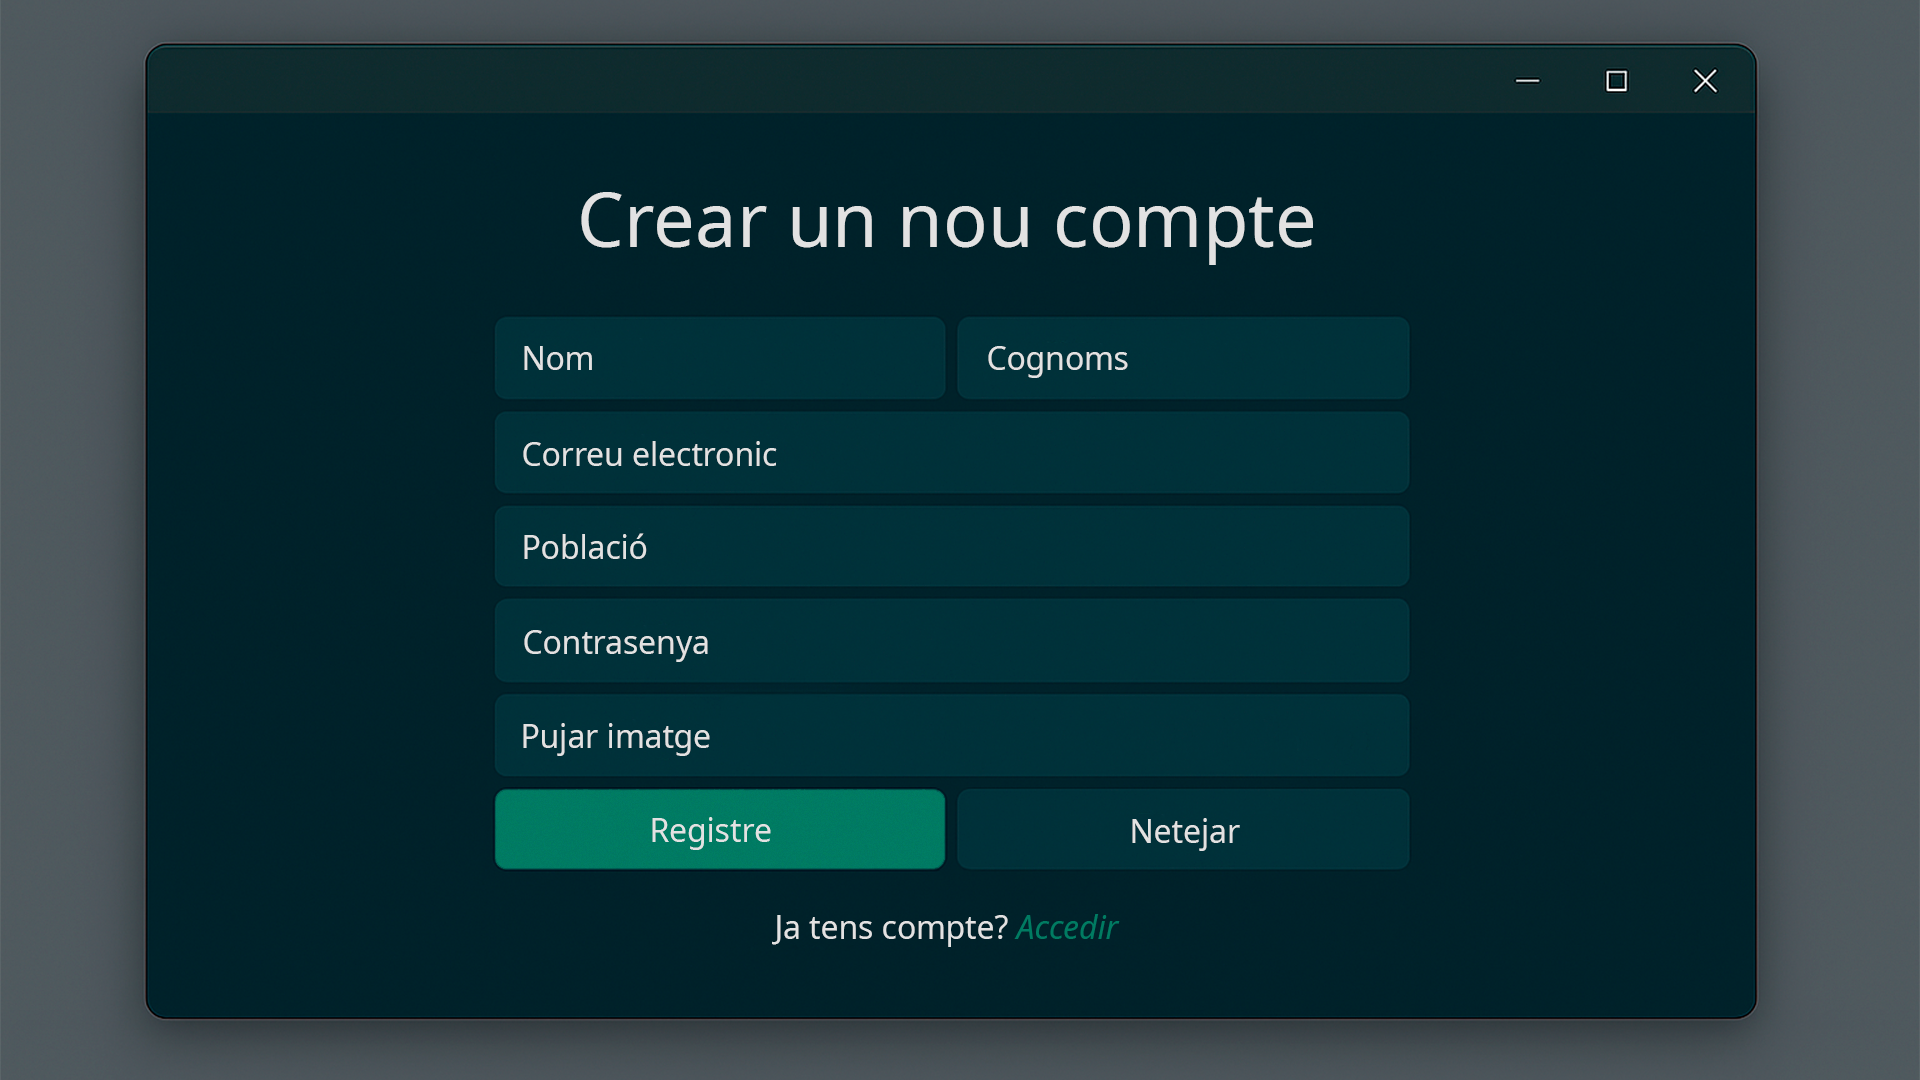 Crear un nou compte
Nom
Cognoms
Correu electronic
Població
Contrasenya
Pujar imatge
Registre
Netejar
Ja tens compte? Accedir